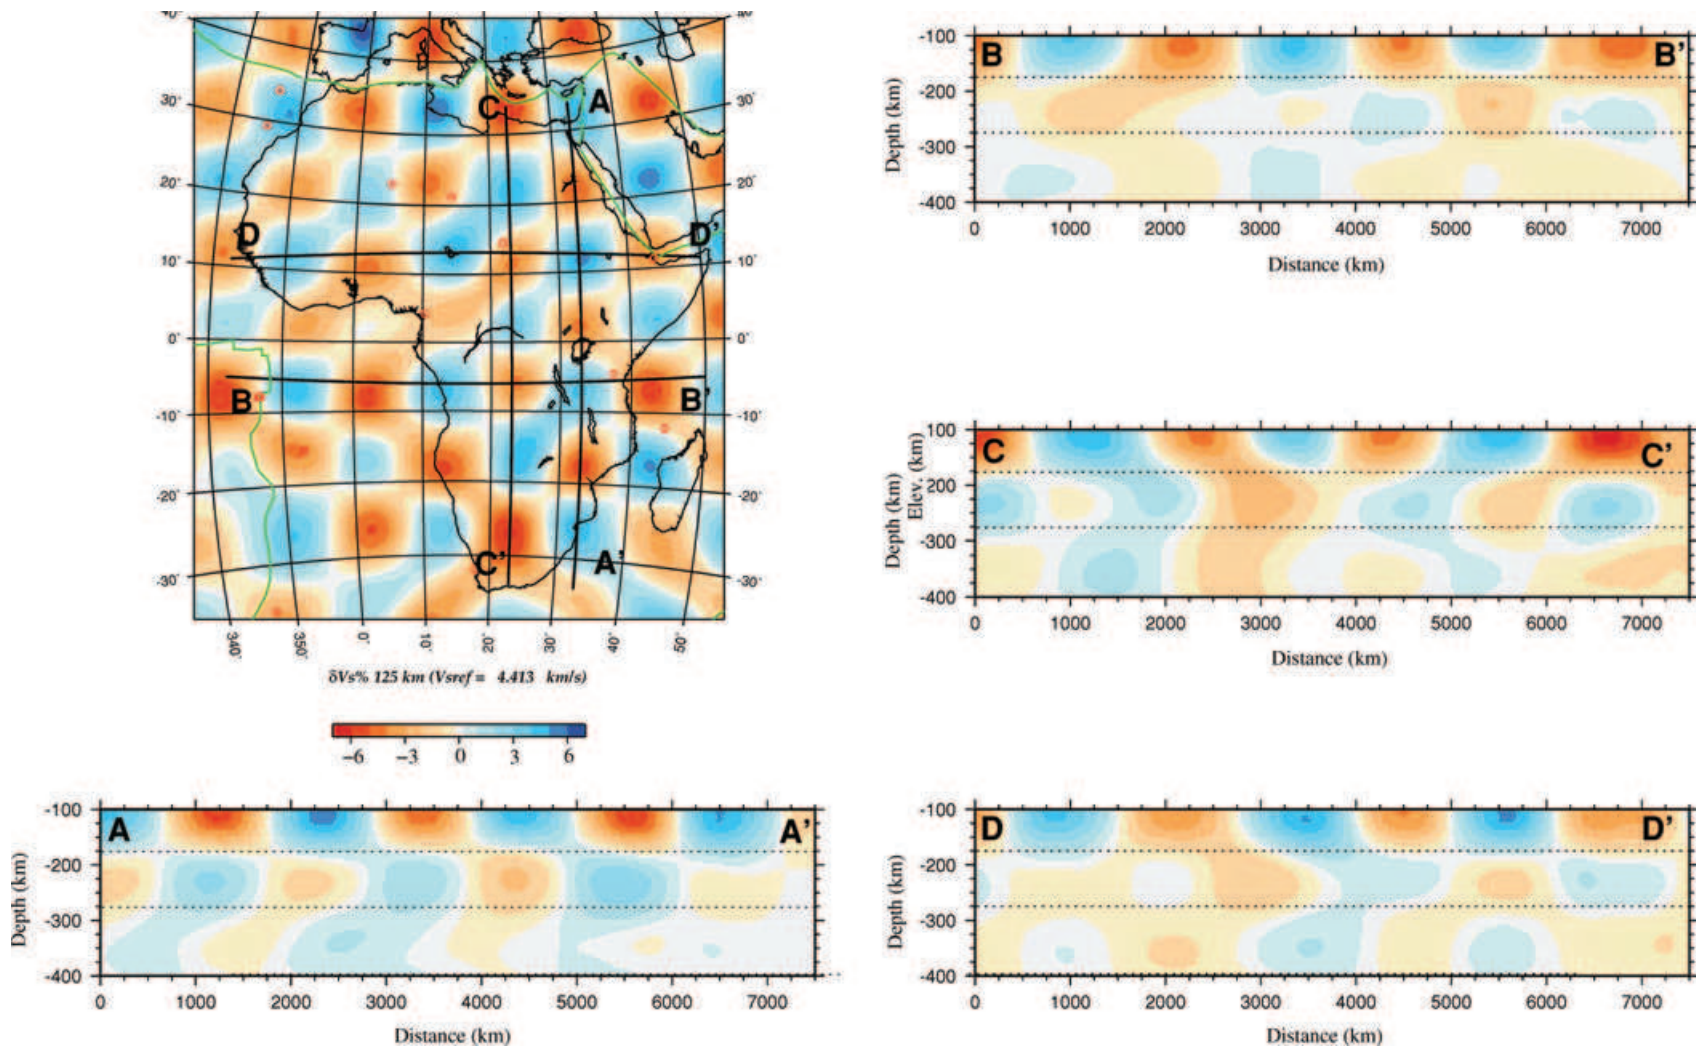 40˚
40˚
30˚
30˚
20˚
20˚
10˚
10˚
0˚
0˚
-10˚
-10˚
-20˚
-20˚
-30˚
-30˚
C
A
D
D'
B
B'
C'
A'
0˚
10˚
20˚
30˚
40˚
50˚
δVs% 125 km (Vsref = 4.413 km/s)
−6 −3 0 3 6
B
B'
-100
-200
-300
-400
Depth (km)
0 1000 2000 3000 4000 5000 6000 7000
Distance (km)
C
C'
100
200
-300
-400
Depth (km)
Elev. (km)
0 1000 2000 3000 4000 5000 6000 7000
Distance (km)
A
A'
-100
-200
-300
-400
Depth (km)
0 1000 2000 3000 4000 5000 6000 7000
Distance (km)
D
D'
-100
-200
-300
-400
Depth (km)
0 1000 2000 3000 4000 5000 6000 7000
Distance (km)